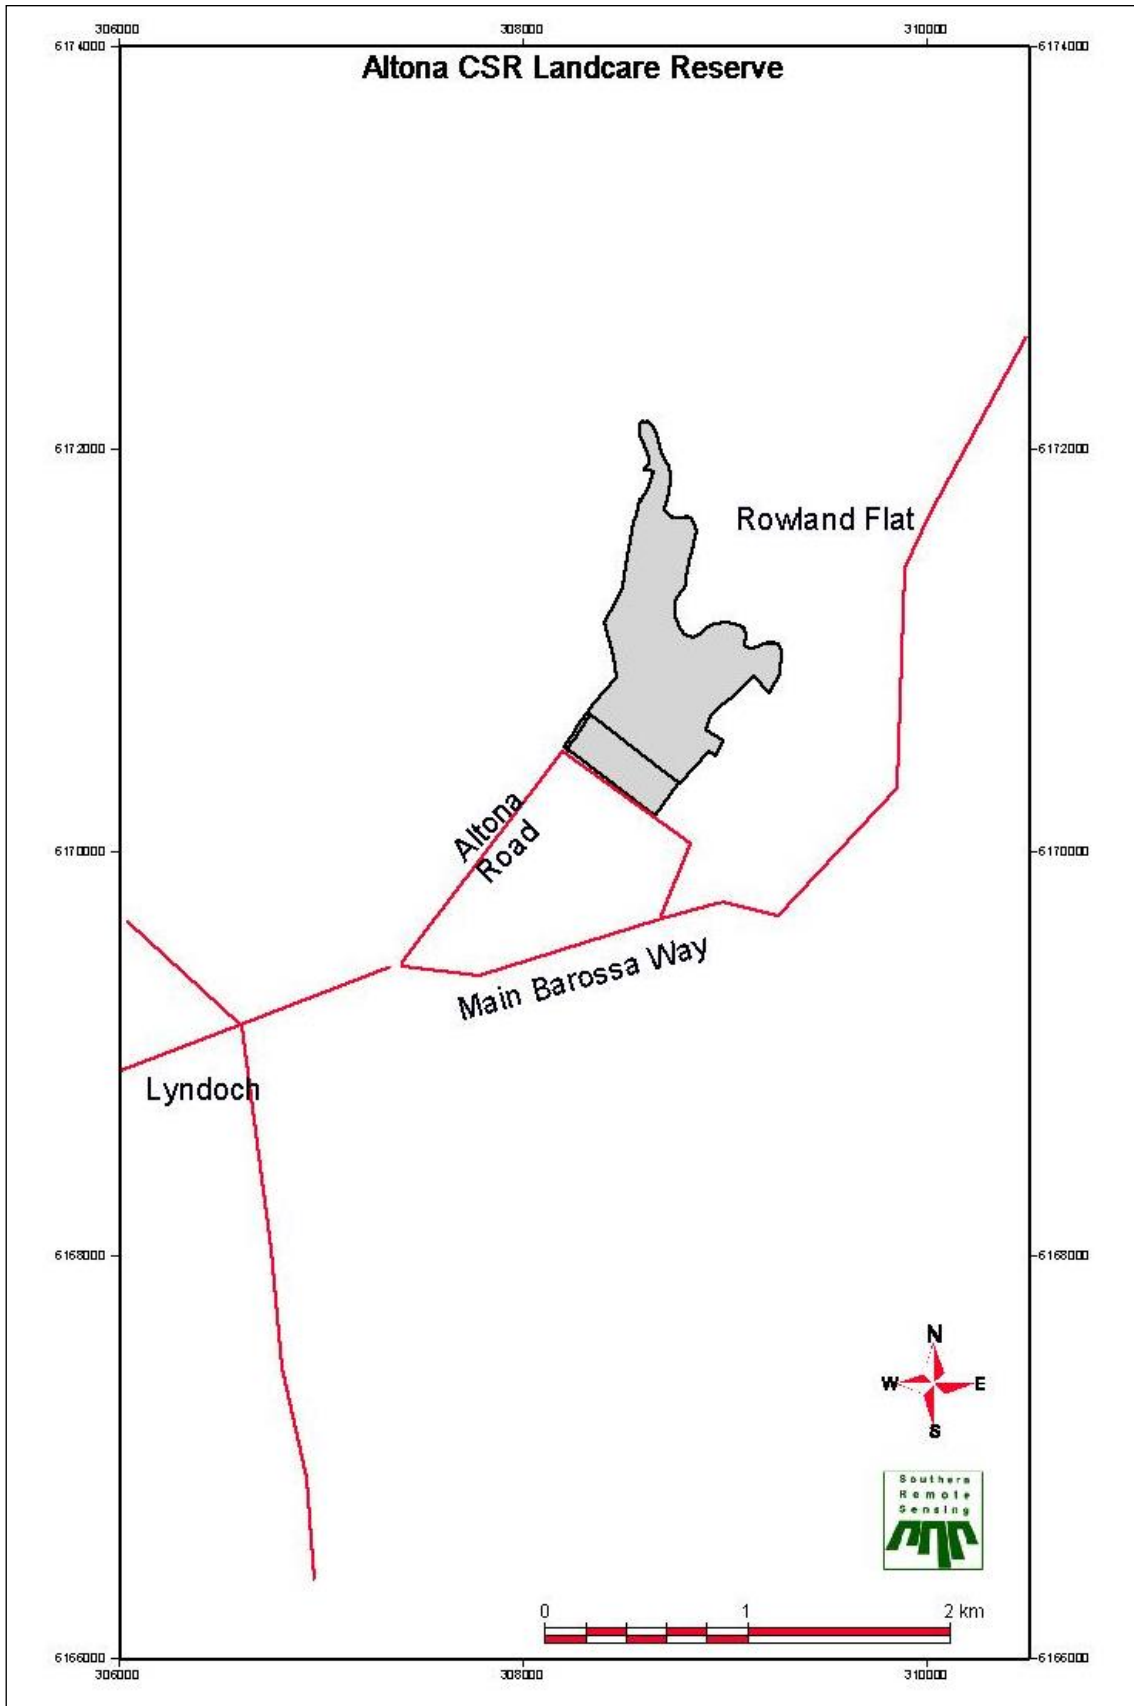 306000 308000 310000
6174000 6174000
Altona CSR Landcare Reserve
6172000 6172000
Rowland Flat
Altona
Road
6170000 6170000
Main Barossa Way
Lyndoch
6168000 6168000
N
W E
S
Southern
Remote
Sensing
0 1 2 km
6166000 6166000
306000 308000 310000